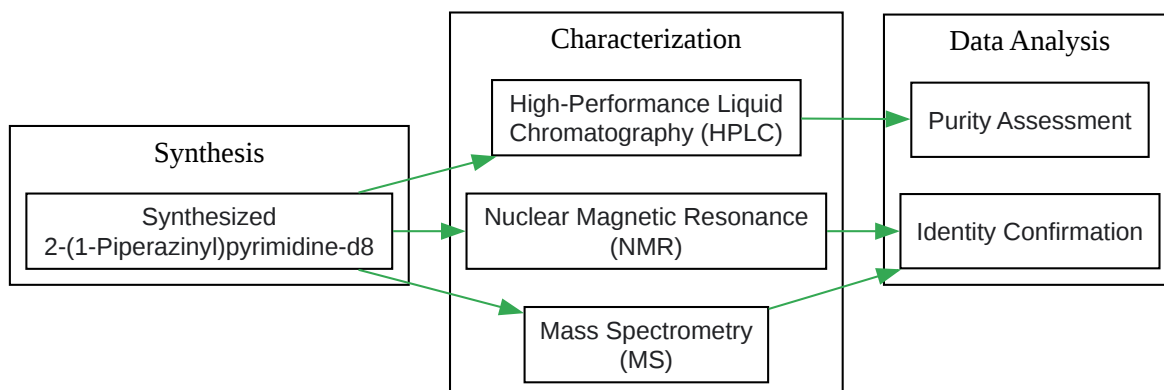 Synthesis
Synthesized
2-(1-Piperazinyl)pyrimidine-d8
Characterization
High-Performance Liquid
Chromatography (HPLC)
Nuclear Magnetic Resonance
(NMR)
Mass Spectrometry
(MS)
Data Analysis
Purity Assessment
Identity Confirmation